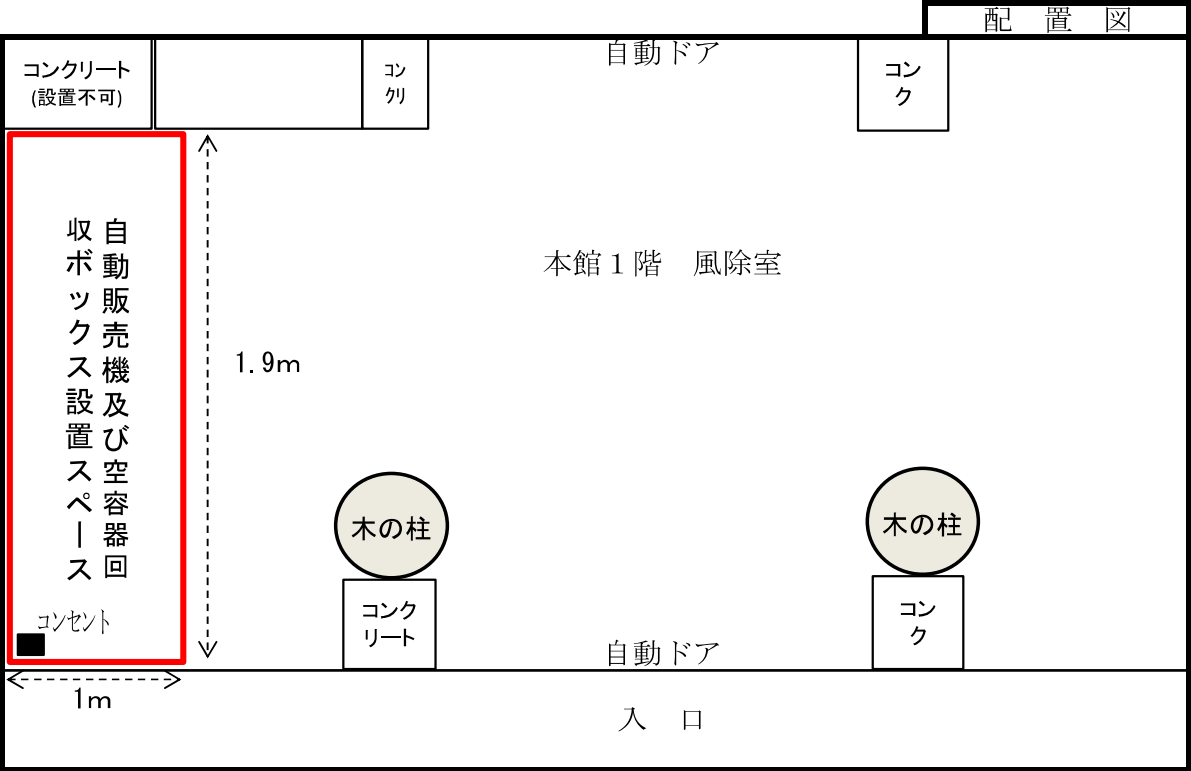 配　置　図
自動ドア
コンクリート
(設置不可)
コン
クリ
コン
ク
自動販売機及び空容器回
収ボックス設置スペース
本館１階　風除室
1.9m
木の柱
木の柱
コンセント
コンク
リート
コン
ク
自動ドア
1m
入　口